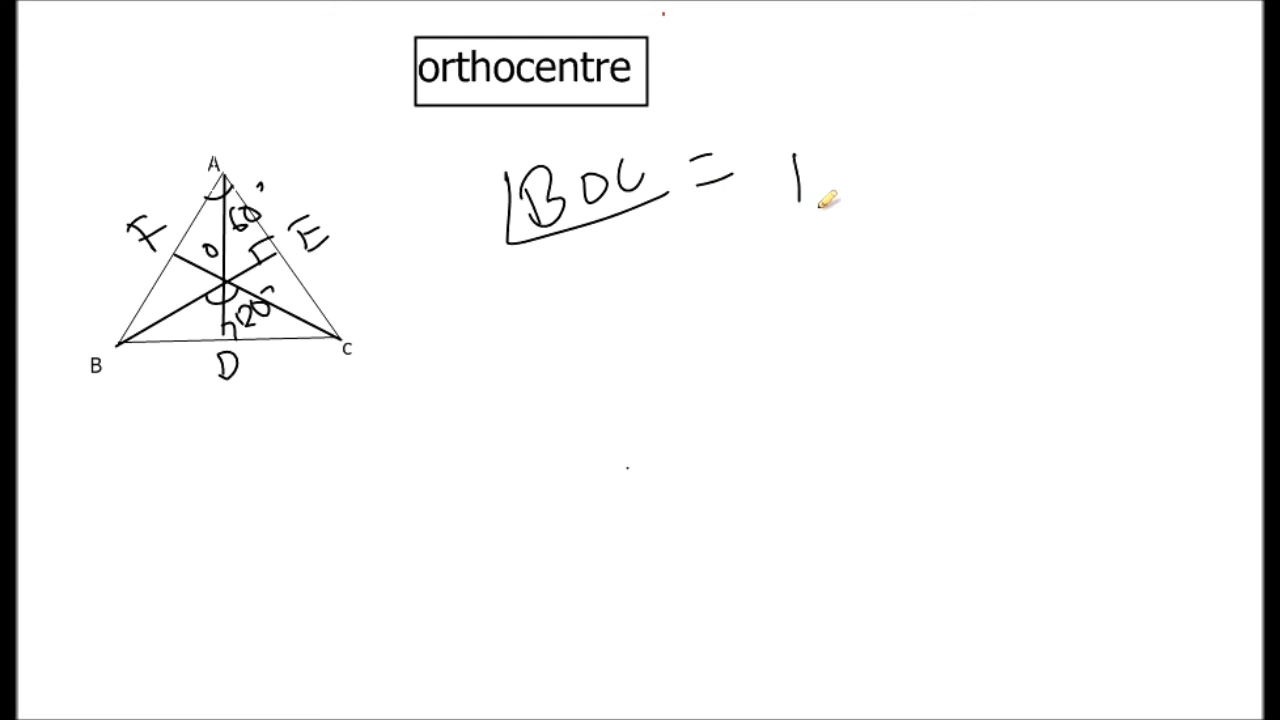 orthocentre
∠BOC = 1
A
60°
F
E
O
120°
B
C
D